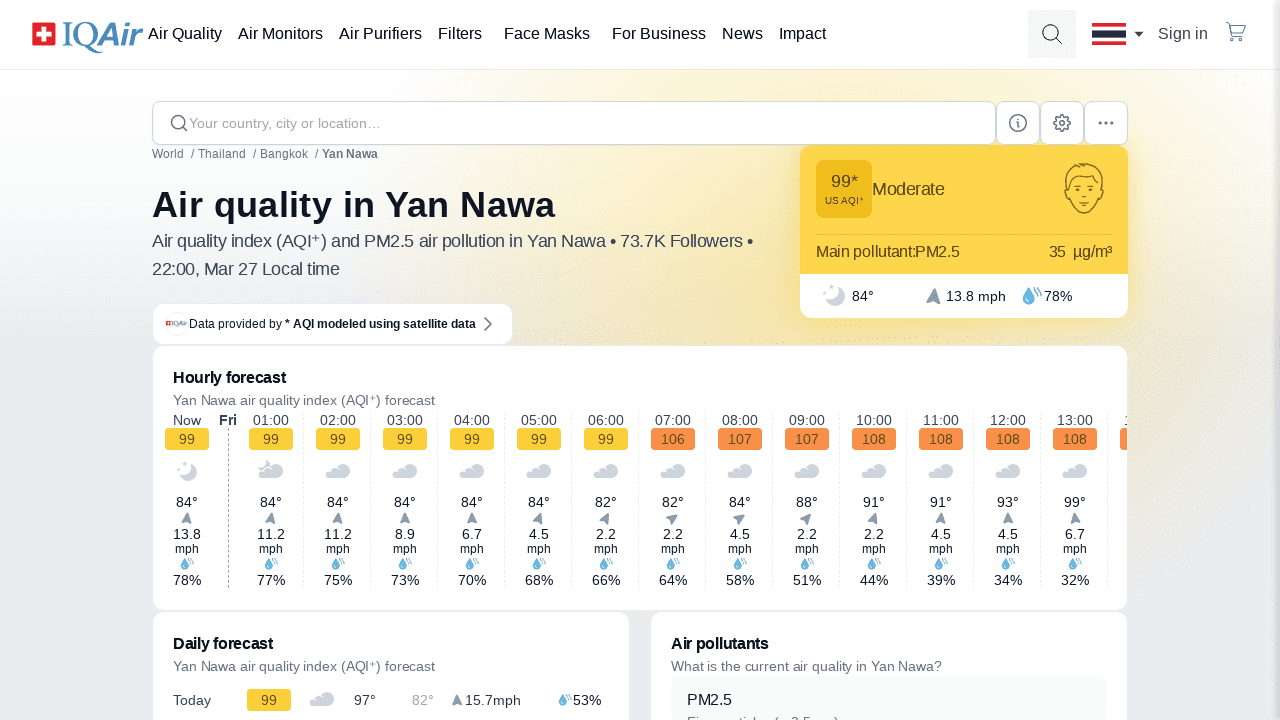 IQAir Air Quality Air Monitors Air Purifiers Filters Face Masks For Business News Impact Sign in
Your country, city or location...
World / Thailand / Bangkok / Yan Nawa
Air quality in Yan Nawa
Air quality index (AQI⁺) and PM2.5 air pollution in Yan Nawa • 73.7K Followers •
22:00, Mar 27 Local time
99*
US AQI⁺
Moderate
Main pollutant: PM2.5 35 µg/m³
84° 13.8 mph 78%
IQAir Data provided by * AQI modeled using satellite data
Hourly forecast
Yan Nawa air quality index (AQI⁺) forecast
Now Fri 01:00 02:00 03:00 04:00 05:00 06:00 07:00 08:00 09:00 10:00 11:00 12:00 13:00
99 99 99 99 99 99 99 106 107 107 108 108 108 108
84° 84° 84° 84° 84° 84° 82° 82° 84° 88° 91° 91° 93° 99°
13.8 11.2 11.2 8.9 6.7 4.5 2.2 2.2 4.5 2.2 2.2 4.5 4.5 6.7
mph mph mph mph mph mph mph mph mph mph mph mph mph mph
78% 77% 75% 73% 70% 68% 66% 64% 58% 51% 44% 39% 34% 32%
Daily forecast
Yan Nawa air quality index (AQI⁺) forecast
Today 99 97° 82° 15.7mph 53%
Air pollutants
What is the current air quality in Yan Nawa?
PM2.5